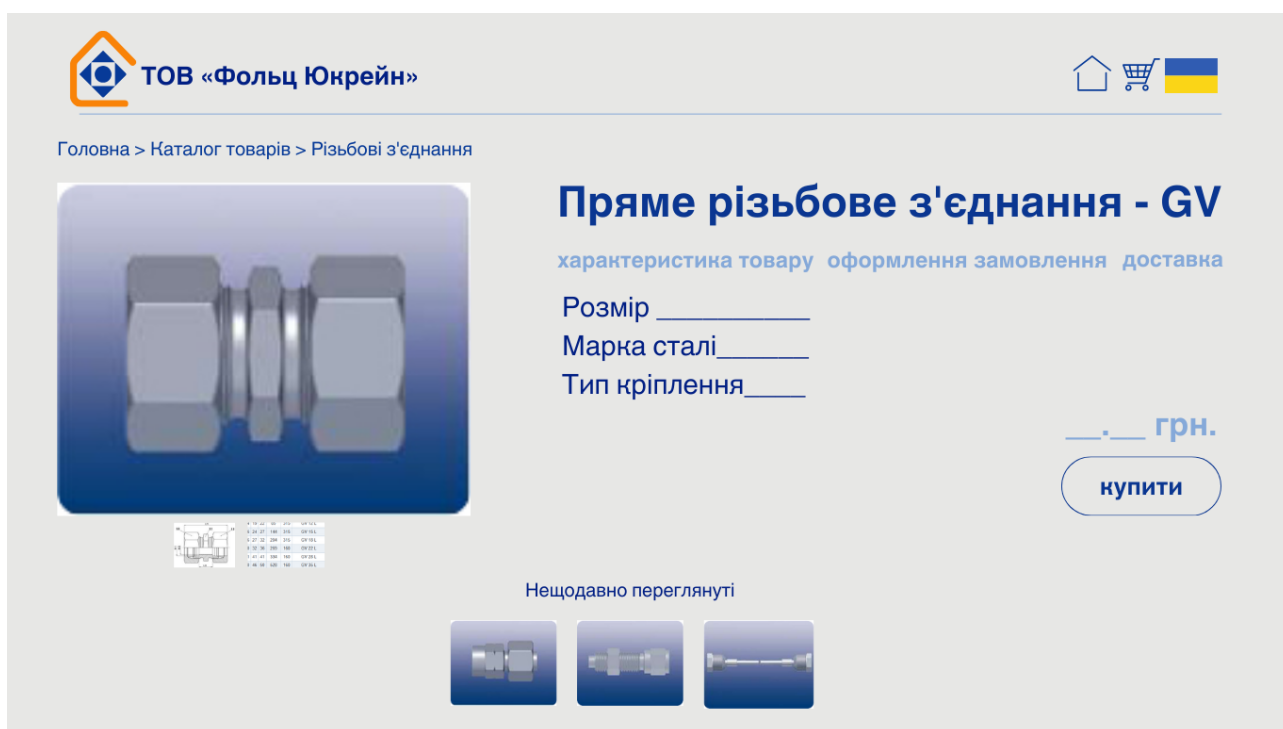 ТОВ «Фольц Юкрейн»
Головна > Каталог товарів > Різьбові з'єднання
Пряме різьбове з'єднання - GV
характеристика товару оформлення замовлення доставка
Розмір __________
Марка сталі______
Тип кріплення____
__.__ грн.
купити
Нещодавно переглянуті